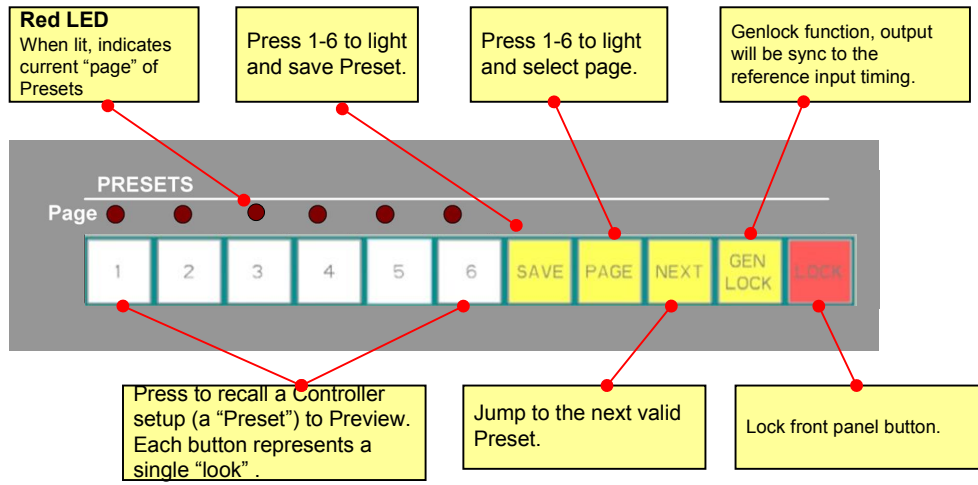 Red LED
When lit, indicates
current “page” of
Presets
Press 1-6 to light
and save Preset.
Press 1-6 to light
and select page.
Genlock function, output
will be sync to the
reference input timing.
PRESETS
Page
1 2 3 4 5 6 SAVE PAGE NEXT GEN LOCK LOCK
Press to recall a Controller
setup (a “Preset”) to Preview.
Each button represents a
single “look” .
Jump to the next valid
Preset.
Lock front panel button.